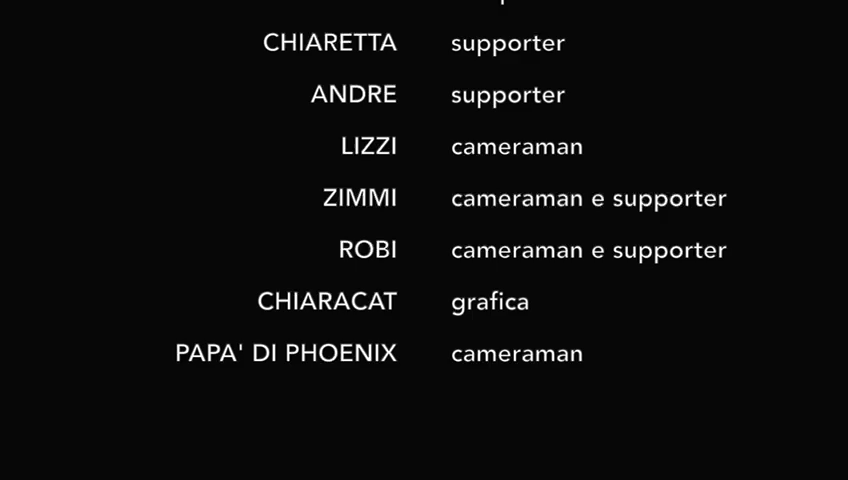 CHIARETTA supporter
ANDRE supporter
LIZZI cameraman
ZIMMI cameraman e supporter
ROBI cameraman e supporter
CHIARACAT grafica
PAPA' DI PHOENIX cameraman